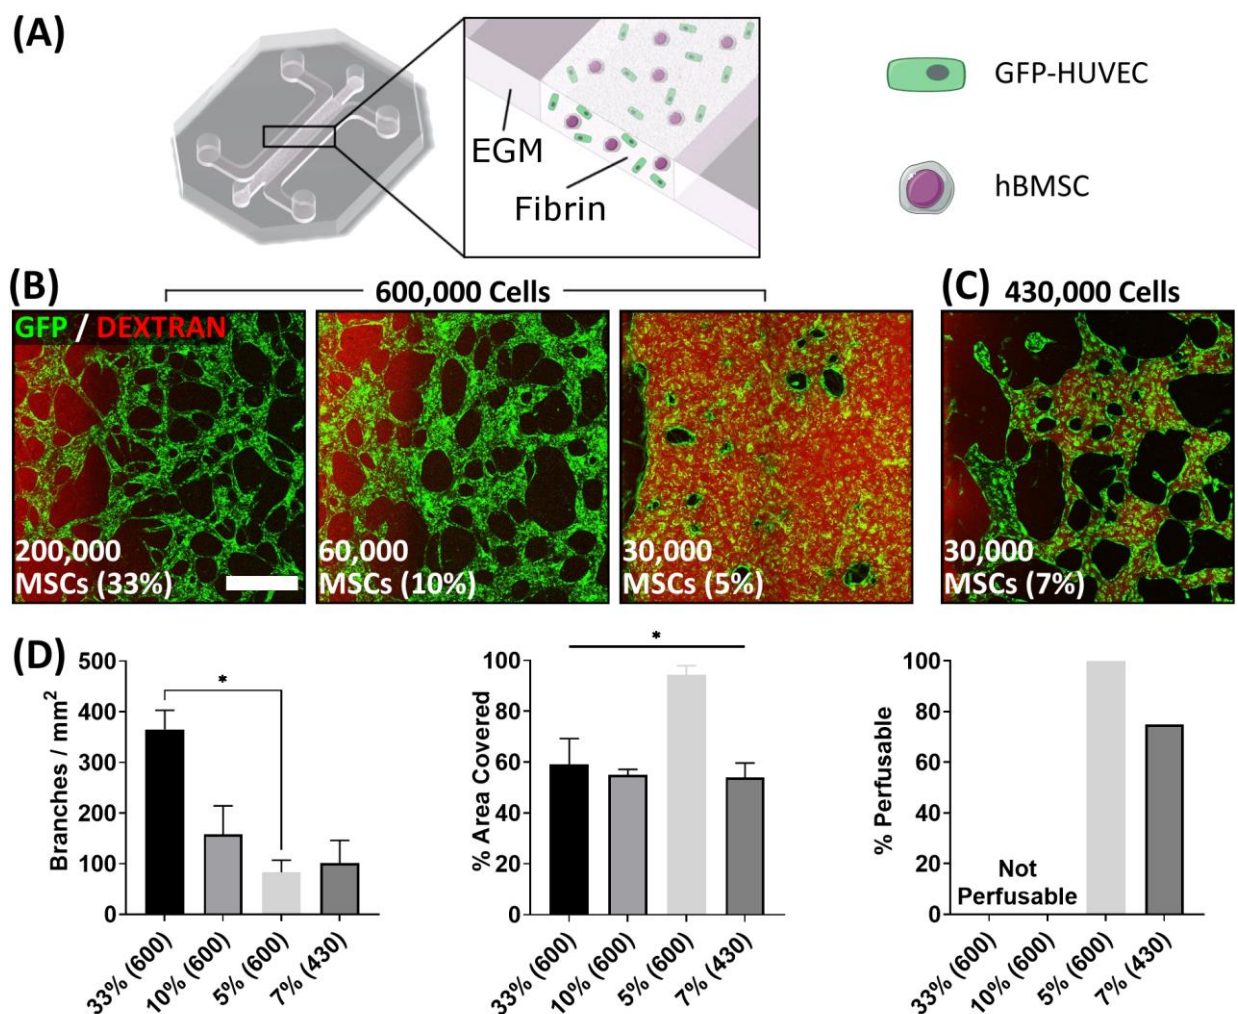 (A)
EGM
Fibrin
GFP-HUVEC
hBMSC
(B)
600,000 Cells
GFP / DEXTRAN
200,000
MSCs (33%)
60,000
MSCs (10%)
30,000
MSCs (5%)
(C) 430,000 Cells
30,000
MSCs (7%)
(D)
Branches / mm²
500
400
300
200
100
0
*
33% (600)
10% (600)
5% (600)
7% (430)
% Area Covered
100
80
60
40
20
0
*
33% (600)
10% (600)
5% (600)
7% (430)
% Perfusable
100
80
60
40
20
0
Not
Perfusable
33% (600)
10% (600)
5% (600)
7% (430)